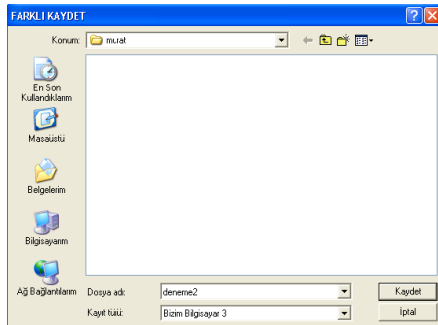 FARKLI KAYDET
Konum: murat
En Son
Kullandıklarım
Masaüstü
Belgelerim
Bilgisayarım
Ağ Bağlantılarım
Dosya adı: deneme2 Kaydet
Kayıt türü: Bizim Bilgisayar 3 İptal